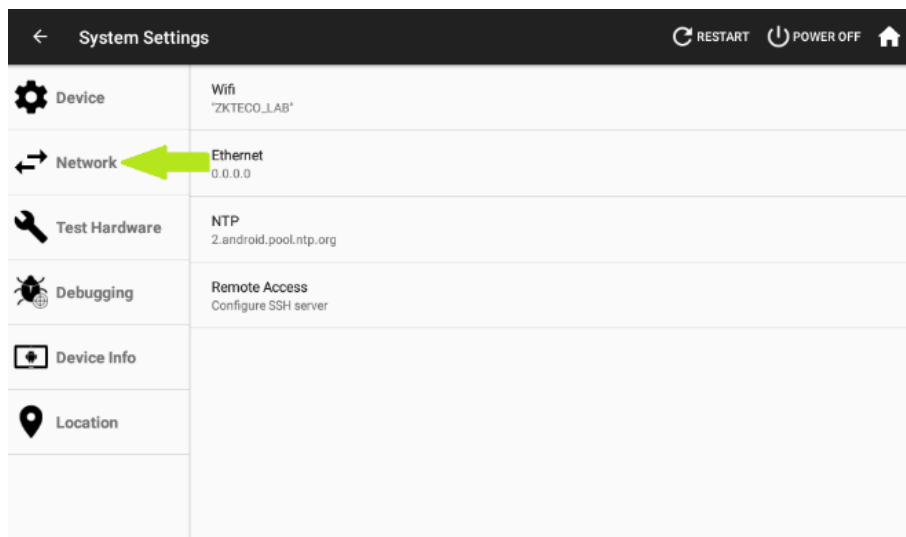 System Settings
RESTART
POWER OFF
Device
Network
Test Hardware
Debugging
Device Info
Location
Wifi
"ZKTECO_LAB"
Ethernet
0.0.0.0
NTP
2.android.pool.ntp.org
Remote Access
Configure SSH server